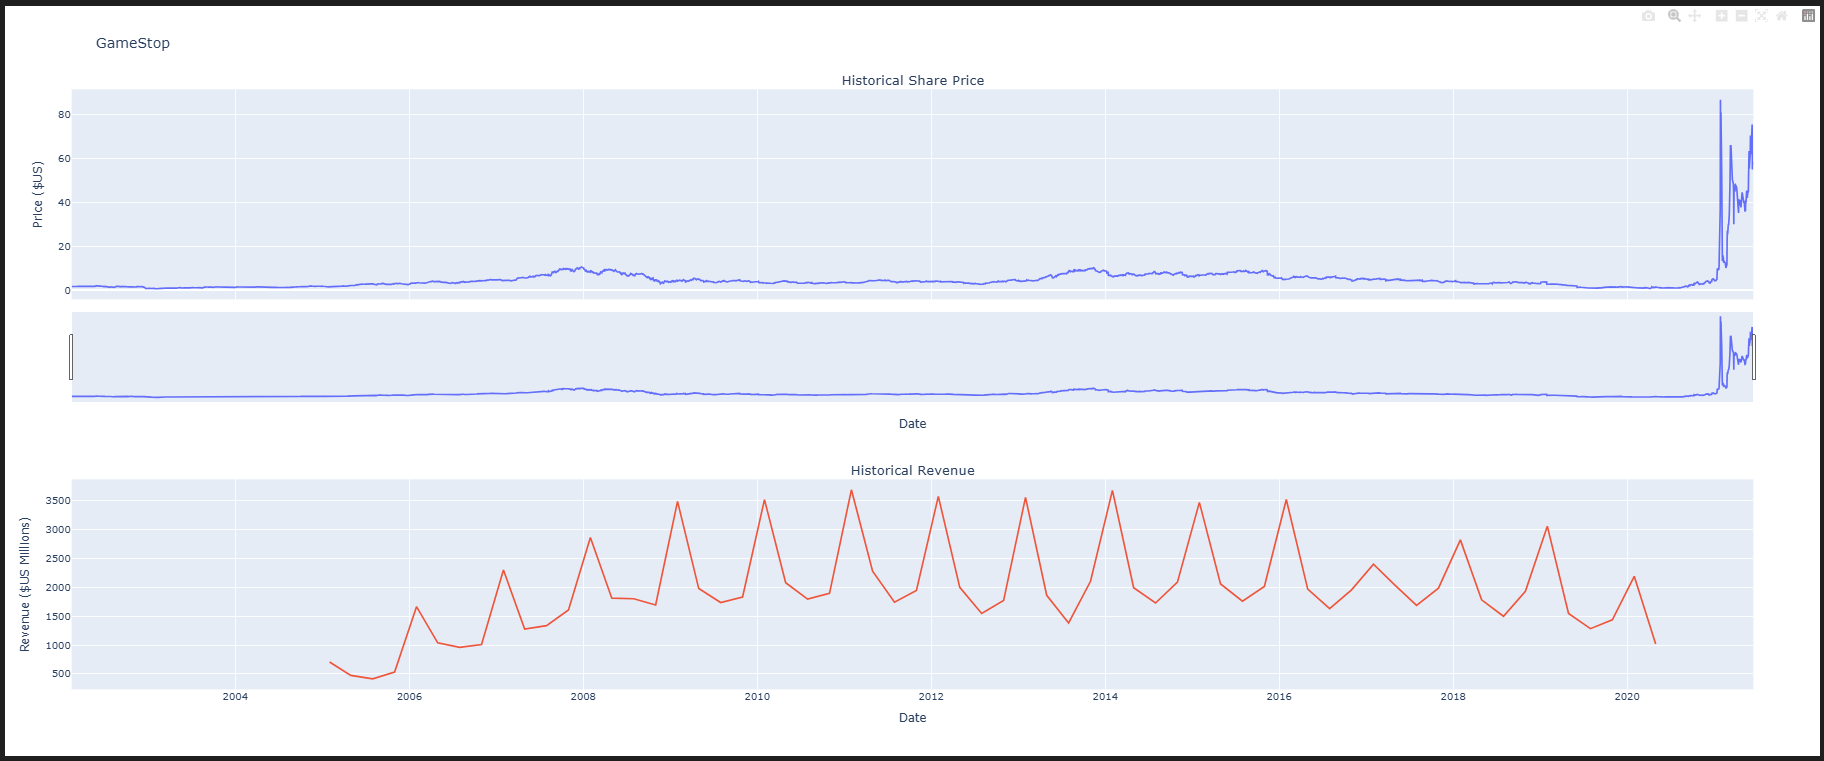 GameStop
Historical Share Price
Price ($US)
80
60
40
20
0
Date
Historical Revenue
Revenue ($US Millions)
3500
3000
2500
2000
1500
1000
500
2004 2006 2008 2010 2012 2014 2016 2018 2020
Date